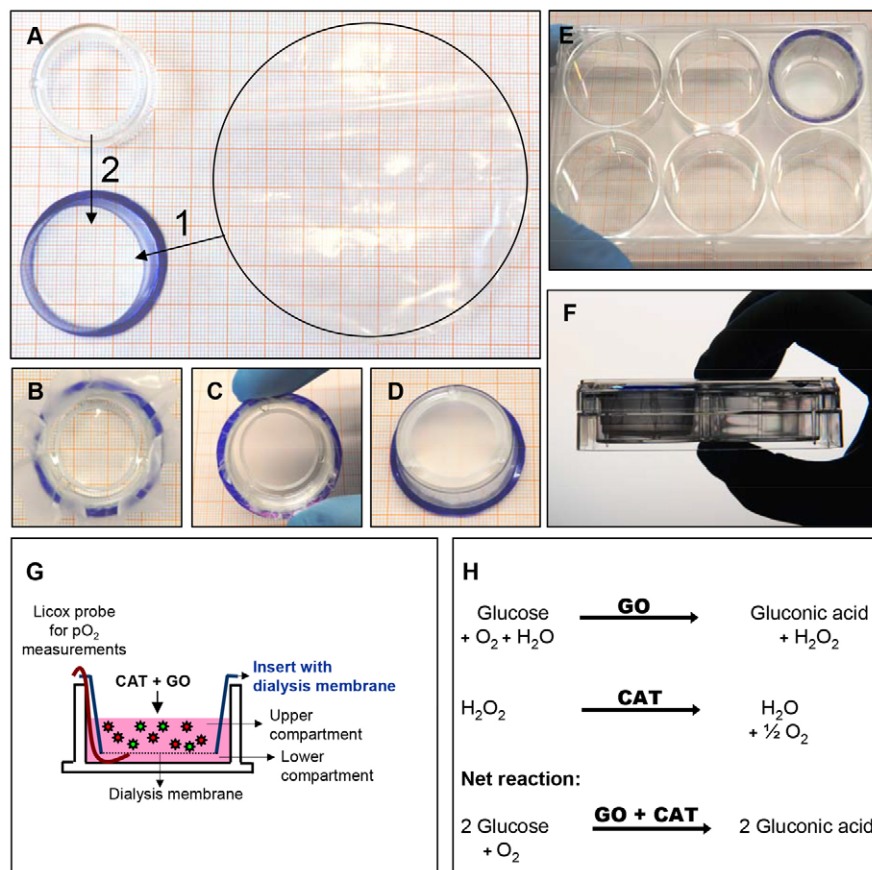 A
2
1
B
C
D
E
F
G
Licox probe
for pO₂
measurements
CAT + GO
Insert with
dialysis membrane
Upper
compartment
Lower
compartment
Dialysis membrane
H
Glucose
+ O₂ + H₂O
GO
Gluconic acid
+ H₂O₂
H₂O₂
CAT
H₂O
+ ½ O₂
Net reaction:
2 Glucose
+ O₂
GO + CAT
2 Gluconic acid